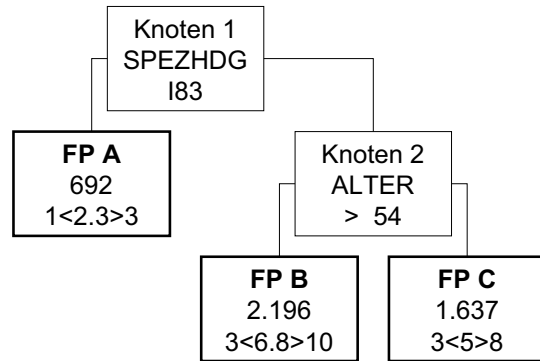 Knoten 1
SPEZHDG
I83
FP A
692
1<2.3>3
Knoten 2
ALTER
> 54
FP B
2.196
3<6.8>10
FP C
1.637
3<5>8